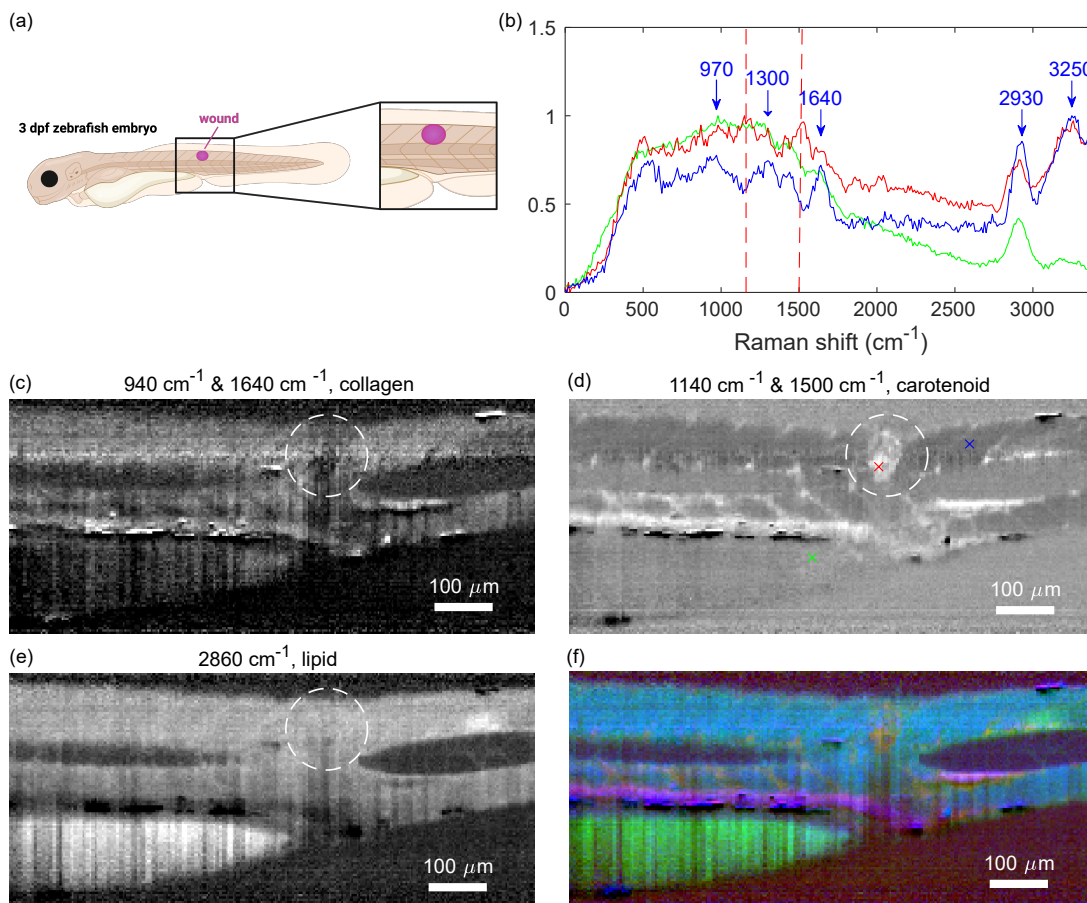 (a)
wound
3 dpf zebrafish embryo
(b)
1.5
1
0.5
0
970
1300
1640
2930
3250
0
500
1000
1500
2000
2500
3000
Raman shift (cm⁻¹)
(c)
940 cm⁻¹ & 1640 cm ⁻¹, collagen
100 μm
(d)
1140 cm⁻¹ & 1500 cm⁻¹, carotenoid
100 μm
(e)
2860 cm⁻¹, lipid
100 μm
(f)
100 μm